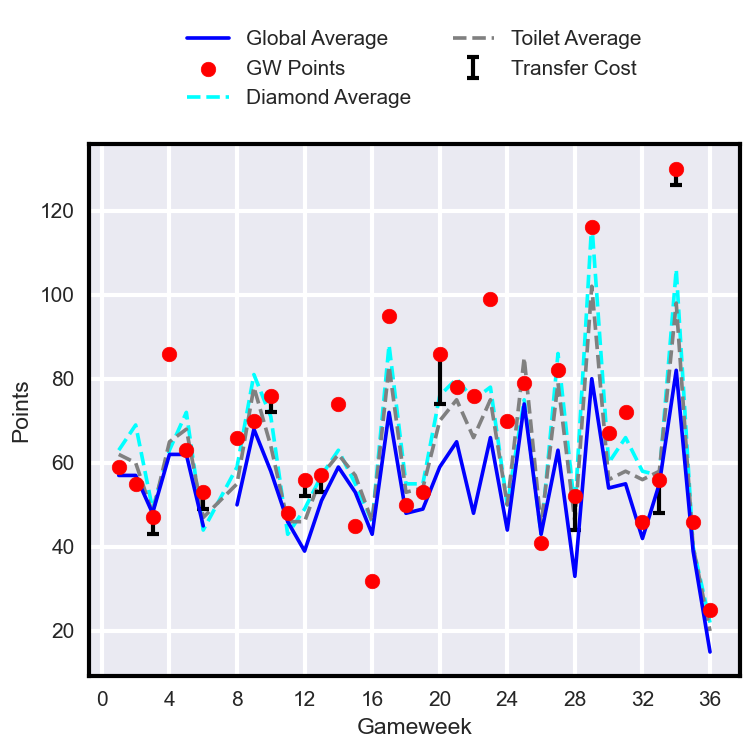 Global Average
GW Points
Diamond Average
Toilet Average
Transfer Cost
Points
120
100
80
60
40
20
0 4 8 12 16 20 24 28 32 36
Gameweek